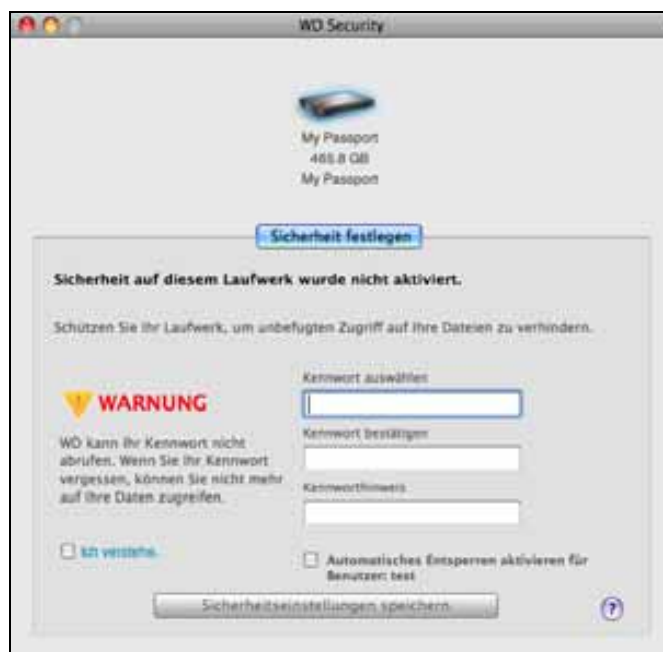 WD Security
My Passport
465.8 GB
My Passport
Sicherheit festlegen
Sicherheit auf diesem Laufwerk wurde nicht aktiviert.
Schützen Sie Ihr Laufwerk, um unbefugten Zugriff auf Ihre Dateien zu verhindern.
WARNUNG
WD kann Ihr Kennwort nicht
abrufen. Wenn Sie Ihr Kennwort
vergessen, können Sie nicht mehr
auf Ihre Daten zugreifen.
Ich verstehe.
Kennwort auswählen
Kennwort bestätigen
Kennworthinweis
Automatisches Entsperren aktivieren für
Benutzer: test
Sicherheitseinstellungen speichern
?